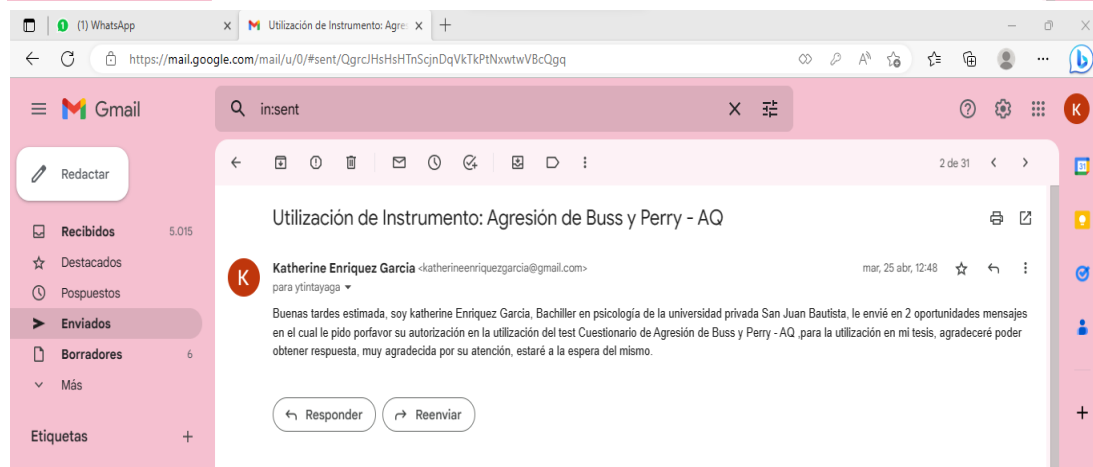 (1) WhatsApp
Utilización de Instrumento: Agre
https://mail.google.com/mail/u/0/#sent/QgrcJHsHsHTnScjnDqVkTkPtNxwtwVBcQgq
Gmail
in:sent
K
Redactar
2 de 31
31
Utilización de Instrumento: Agresión de Buss y Perry - AQ
Recibidos 5.015
Destacados
Pospuestos
Enviados
Borradores 6
Más
Etiquetas
K
Katherine Enriquez Garcia <katherineenriquezgarcia@gmail.com>
mar, 25 abr, 12:48
para ytintayaga
Buenas tardes estimada, soy katherine Enriquez Garcia, Bachiller en psicología de la universidad privada San Juan Bautista, le envié en 2 oportunidades mensajes
en el cual le pido porfavor su autorización en la utilización del test Cuestionario de Agresión de Buss y Perry - AQ ,para la utilización en mi tesis, agradeceré poder
obtener respuesta, muy agradecida por su atención, estaré a la espera del mismo.
Responder
Reenviar